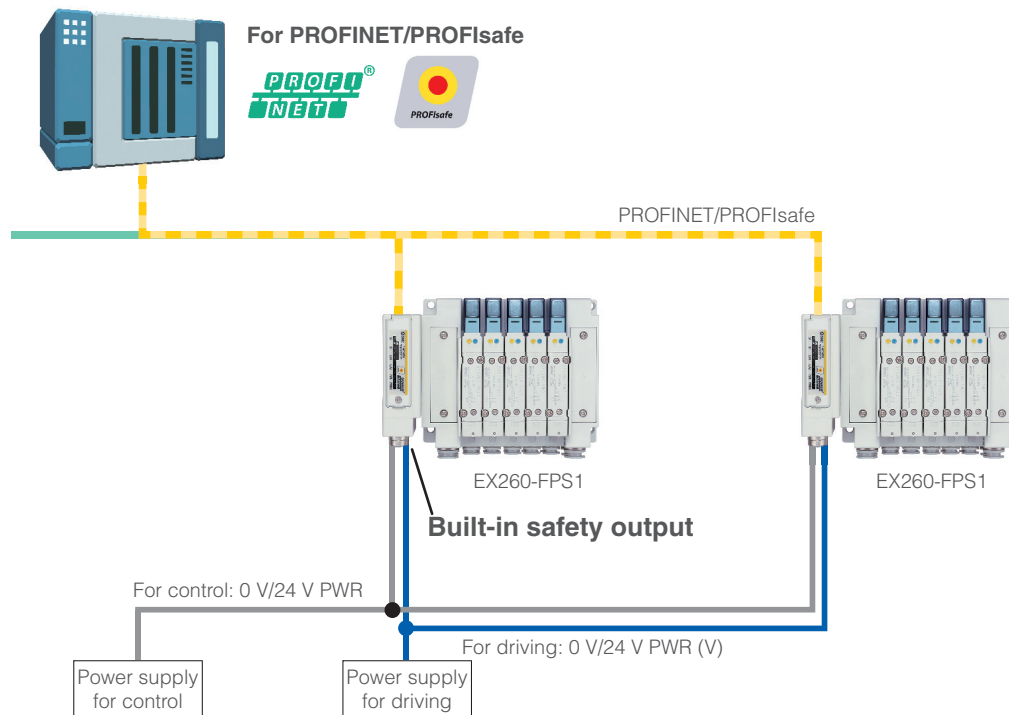 For PROFINET/PROFIsafe
PROFI
NET®
PROFIsafe
PROFINET/PROFIsafe
EX260-FPS1
EX260-FPS1
Built-in safety output
For control: 0 V/24 V PWR
For driving: 0 V/24 V PWR (V)
Power supply
for control
Power supply
for driving